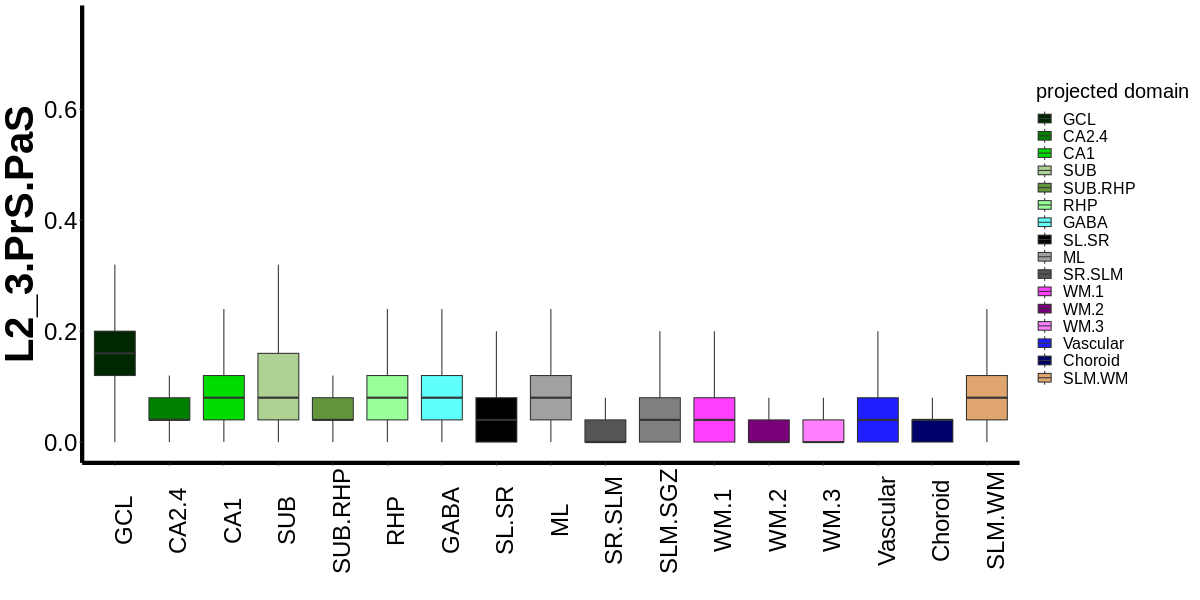 L2_3.PrS.PaS
0.6
0.4
0.2
0.0
GCL
CA2.4
CA1
SUB
SUB.RHP
RHP
GABA
SL.SR
ML
SR.SLM
SLM.SGZ
WM.1
WM.2
WM.3
Vascular
Choroid
SLM.WM
projected domain
GCL
CA2.4
CA1
SUB
SUB.RHP
RHP
GABA
SL.SR
ML
SR.SLM
WM.1
WM.2
WM.3
Vascular
Choroid
SLM.WM